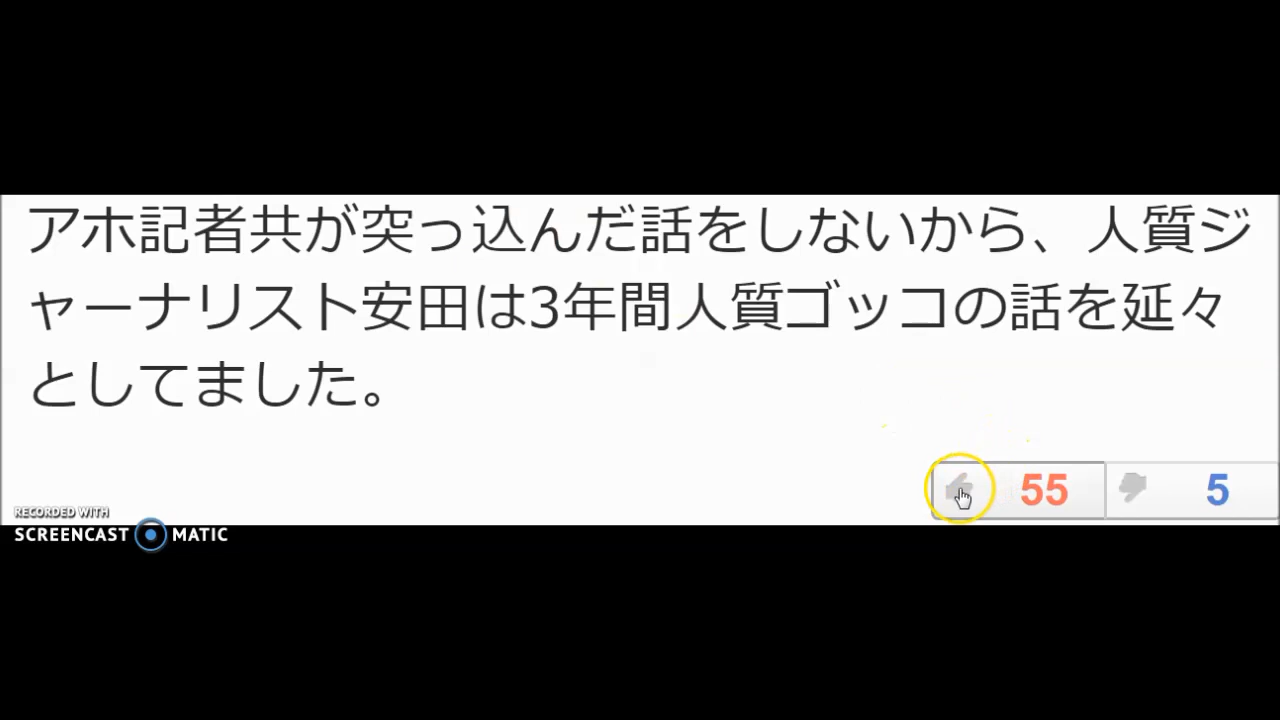 アホ記者共が突っ込んだ話をしないから、人質ジ
ャーナリスト安田は3年間人質ゴッコの話を延々
としてました。
55 5
RECORDED WITH
SCREENCAST MATIC